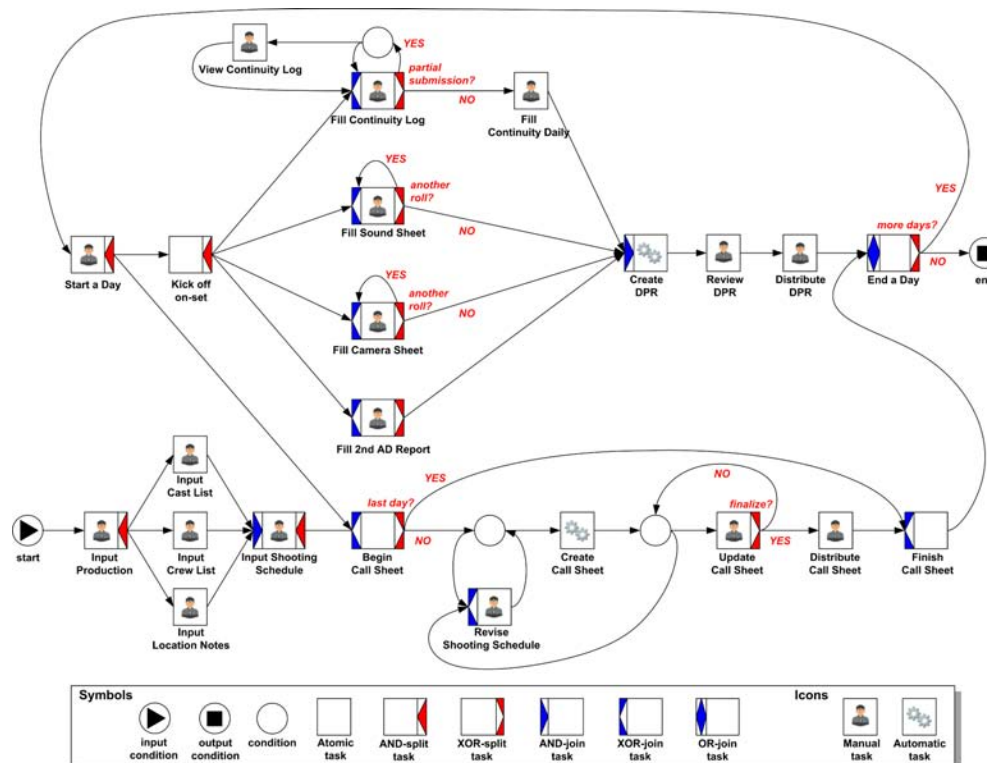 YES
View Continuity Log
partial
submission?
NO
Fill Continuity Log
Fill
Continuity Daily
YES
another
roll?
YES
more days?
Fill Sound Sheet
NO
NO
Start a Day
Kick off
on-set
Create
DPR
Review
DPR
Distribute
DPR
End a Day
en
YES
another
roll?
NO
Fill Camera Sheet
Fill 2nd AD Report
Input
Cast List
YES
NO
last day?
finalize?
NO
YES
start
Input
Production
Input
Crew List
Input Shooting
Schedule
Begin
Call Sheet
Create
Call Sheet
Update
Call Sheet
Distribute
Call Sheet
Finish
Call Sheet
Input
Location Notes
Revise
Shooting Schedule
Symbols
Icons
input
condition
output
condition
condition
Atomic
task
AND-split
task
XOR-split
task
AND-join
task
XOR-join
task
OR-join
task
Manual
task
Automatic
task